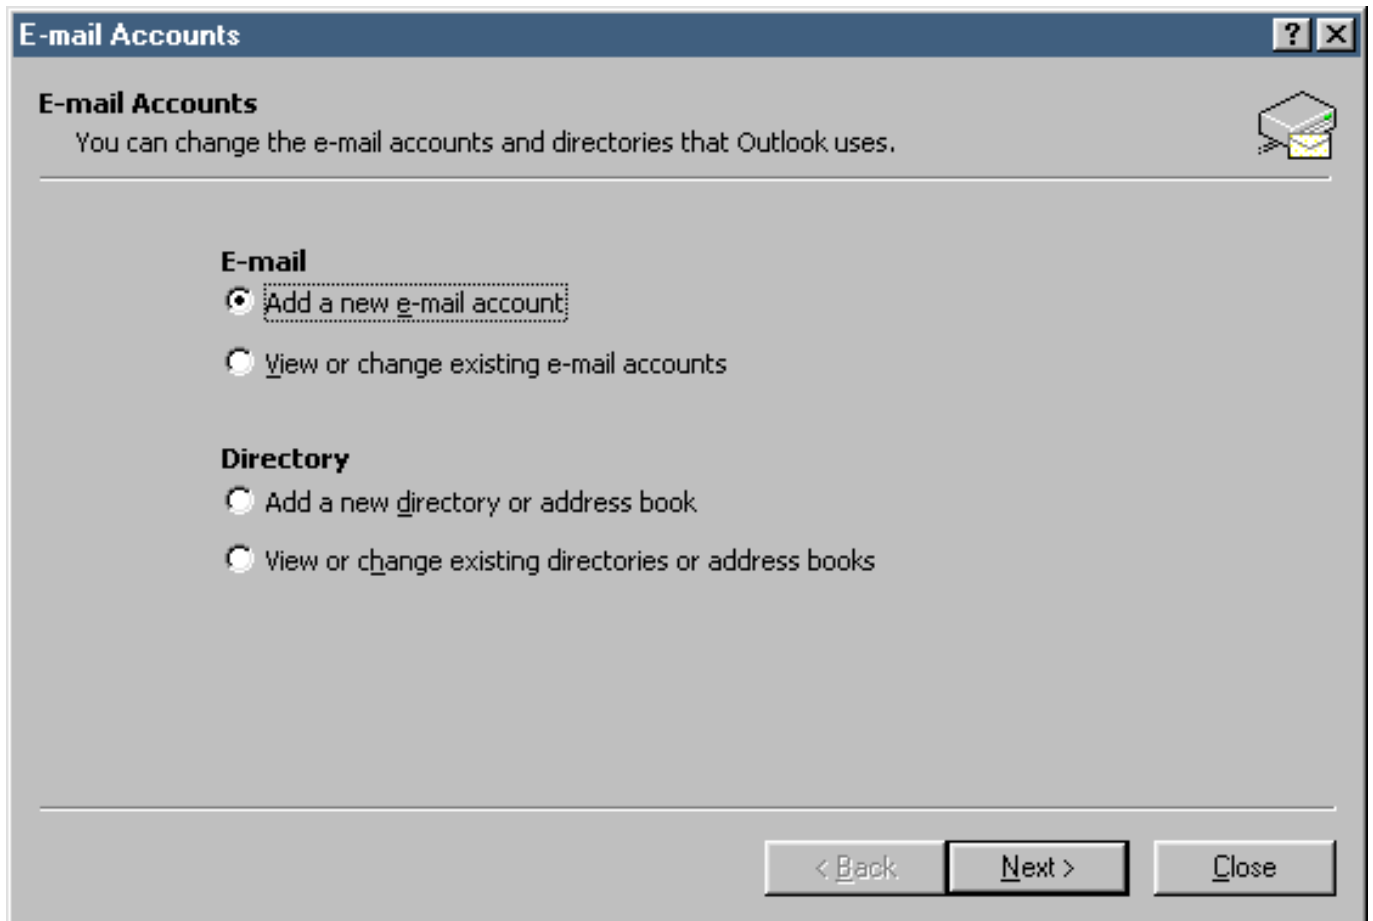 E-mail Accounts
E-mail Accounts
You can change the e-mail accounts and directories that Outlook uses.
E-mail
Add a new e-mail account
View or change existing e-mail accounts
Directory
Add a new directory or address book
View or change existing directories or address books
< Back Next > Close